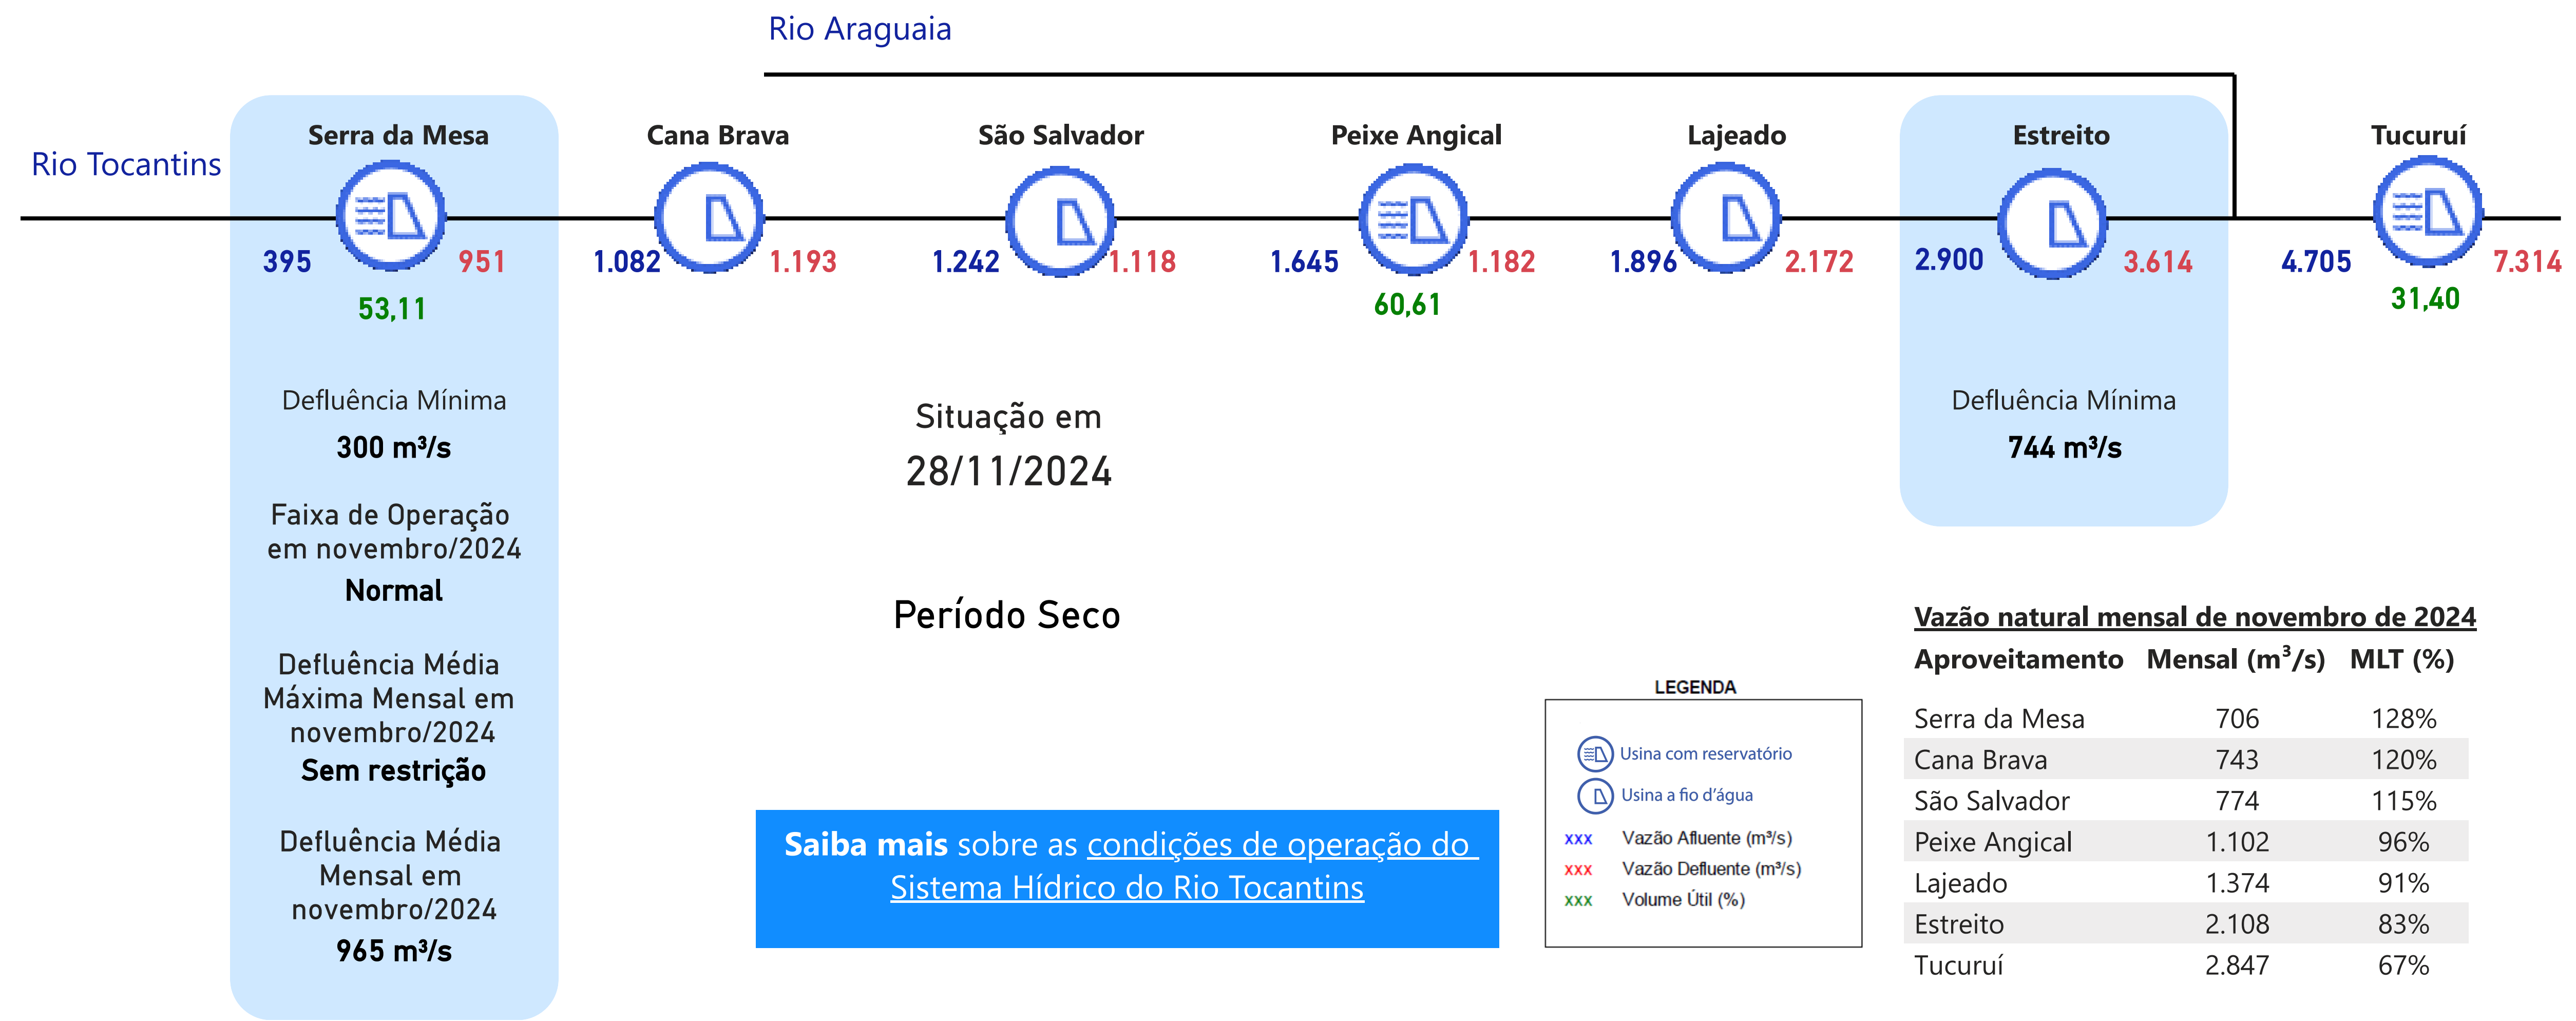 Rio Araguaia
Rio Tocantins
Serra da Mesa
Cana Brava
São Salvador
Peixe Angical
Lajeado
Estreito
Tucuruí
395
951
1.082
1.193
1.242
1.118
1.645
1.182
1.896
2.172
2.900
3.614
4.705
7.314
53,11
60,61
31,40
Defluência Mínima
300 m³/s
Faixa de Operação
em novembro/2024
Normal
Defluência Média
Máxima Mensal em
novembro/2024
Sem restrição
Defluência Média
Mensal em
novembro/2024
965 m³/s
Situação em
28/11/2024
Período Seco
Defluência Mínima
744 m³/s
Saiba mais sobre as condições de operação do
Sistema Hídrico do Rio Tocantins
LEGENDA
Usina com reservatório
Usina a fio d'água
xxx Vazão Afluente (m³/s)
xxx Vazão Defluente (m³/s)
xxx Volume Útil (%)
Vazão natural mensal de novembro de 2024
Aproveitamento Mensal (m³/s) MLT (%)
Serra da Mesa 706 128%
Cana Brava 743 120%
São Salvador 774 115%
Peixe Angical 1.102 96%
Lajeado 1.374 91%
Estreito 2.108 83%
Tucuruí 2.847 67%